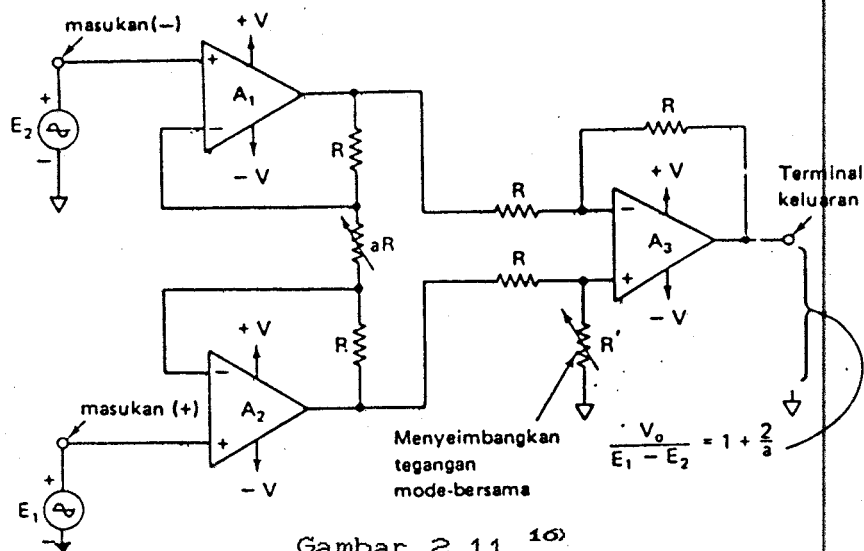 masukan(-)
+ V
+
A₁
-
- V
+
E₂
-
R
aR
R
+ V
-
A₂
+
- V
masukan (+)
+
E₁
-
R
R
R
+ V
-
A₃
+
- V
Terminal
keluaran
R'
Menyeimbangkan
tegangan
mode-bersama
V₀ / (E₁ - E₂) = 1 + 2/a
Gambar 2.11 ¹⁶⁾